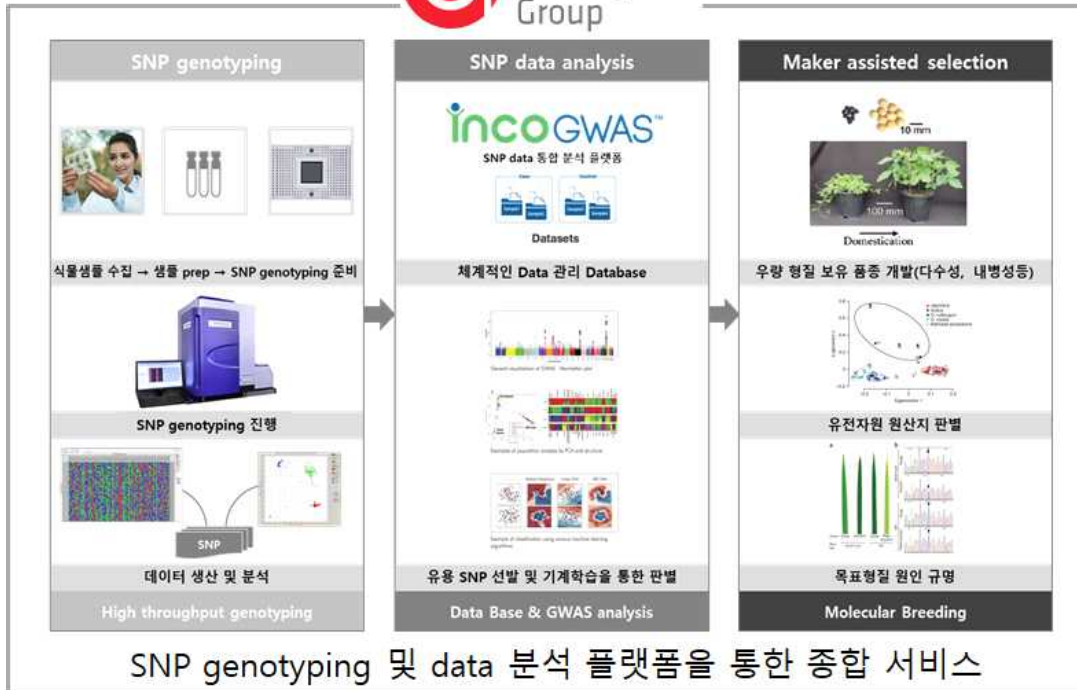 Group
SNP genotyping
식물샘플 수집 → 샘플 prep → SNP genotyping 준비
SNP genotyping 진행
SNP
데이터 생산 및 분석
High throughput genotyping
SNP data analysis
incoGWAS™
SNP data 통합 분석 플랫폼
Datasets
체계적인 Data 관리 Database
유용 SNP 선발 및 기계학습을 통한 판별
Data Base & GWAS analysis
Maker assisted selection
10 mm
100 mm
Domestication
우량 형질 보유 품종 개발(다수성, 내병성등)
유전자원 원산지 판별
a
b
목표형질 원인 규명
Molecular Breeding
SNP genotyping 및 data 분석 플랫폼을 통한 종합 서비스